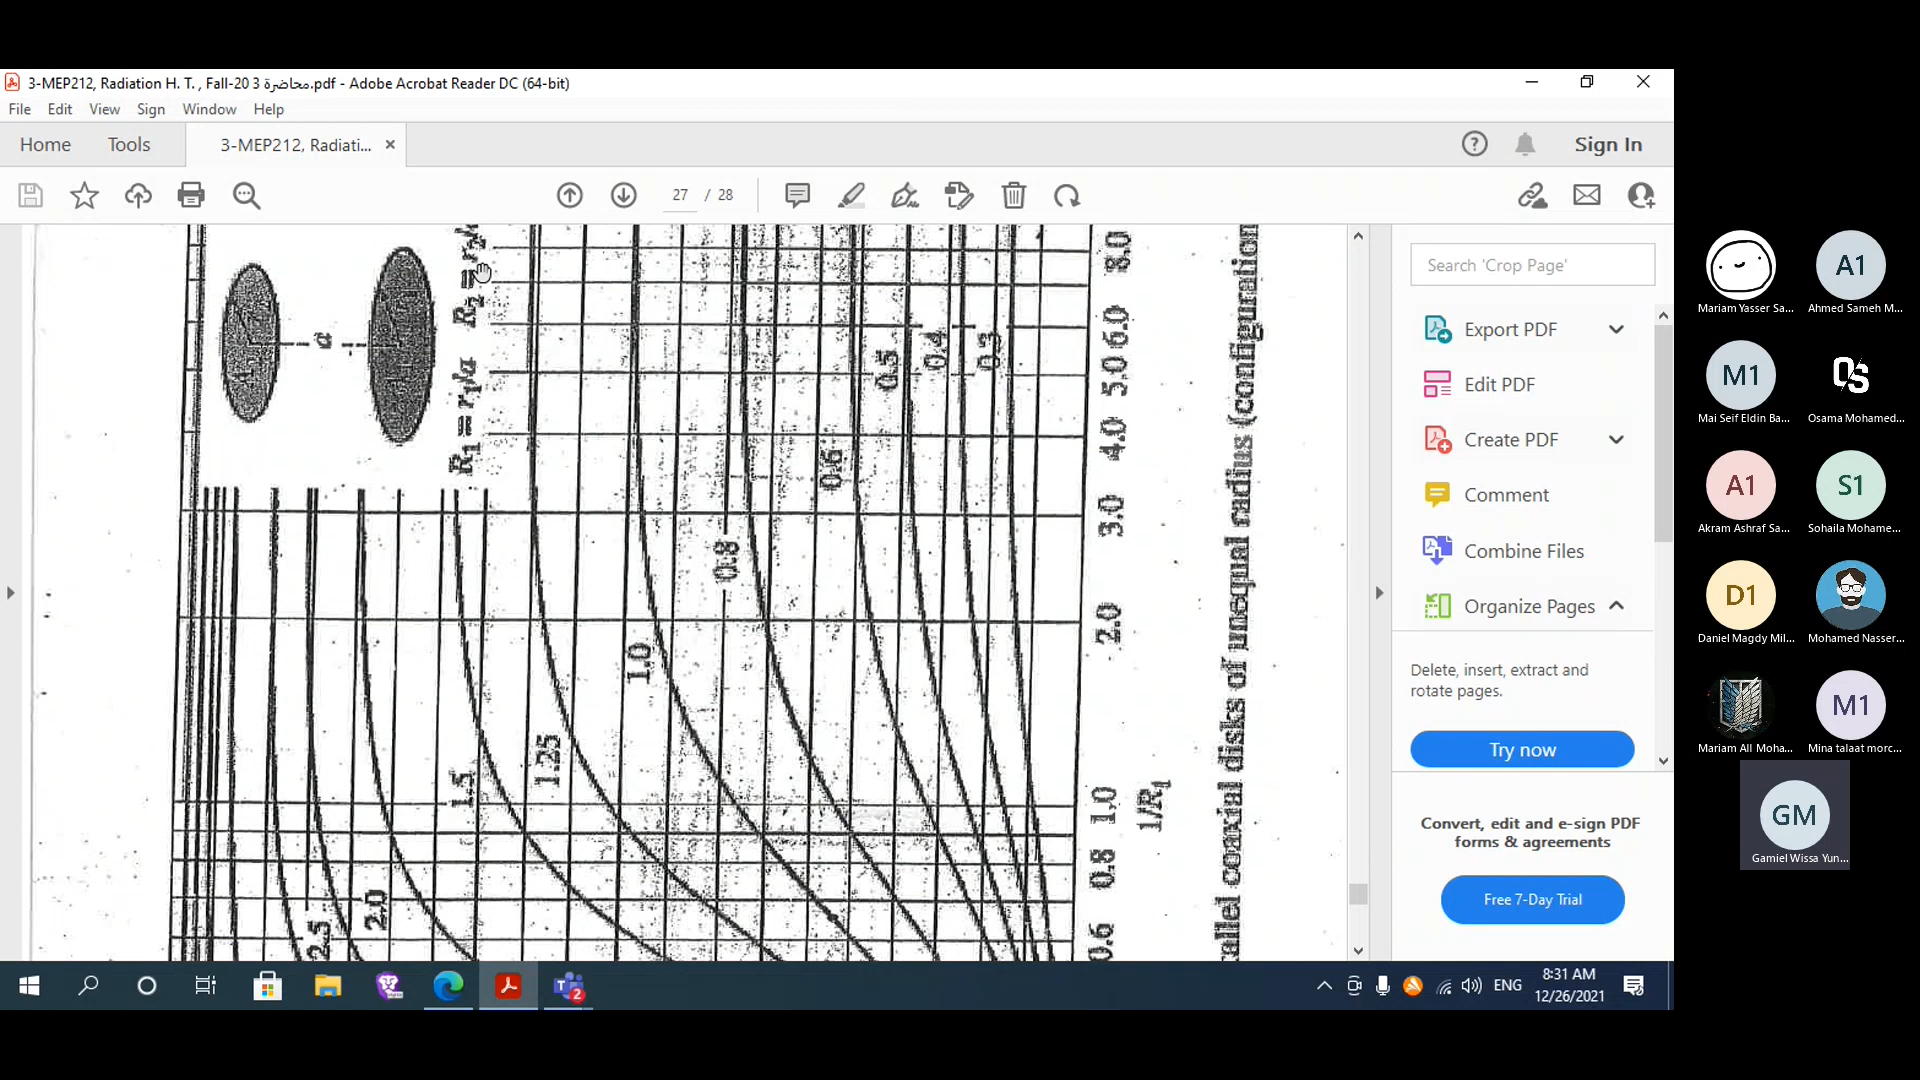 3-MEP212, Radiation H. T. , Fall-20 3 محاضرة.pdf - Adobe Acrobat Reader DC (64-bit)
File Edit View Sign Window Help
Home Tools 3-MEP212, Radiati... Sign In
27 / 28
R₁ = r₁/a
a
0.5
0.4
0.3
0.6
0.8
1.0
1.25
1.5
2.0
2.5
8.0
6.0
5.0
4.0
3.0
2.0
1.0
0.8
0.6
1/R₁
allel coaxial disks of unequal radius (configuration
Search 'Crop Page'
Export PDF
Edit PDF
Create PDF
Comment
Combine Files
Organize Pages
Delete, insert, extract and
rotate pages.
Try now
Convert, edit and e-sign PDF
forms & agreements
Free 7-Day Trial
A1
Mariam Yasser Sa... Ahmed Sameh M...
M1 OS
Mai Seif Eldin Ba... Osama Mohamed...
A1 S1
Akram Ashraf Sa... Sohaila Mohame...
D1
Daniel Magdy Mil... Mohamed Nasser...
M1
Mariam Ali Moha... Mina talaat morc...
GM
Gamiel Wissa Yun...
2
ENG
8:31 AM
12/26/2021